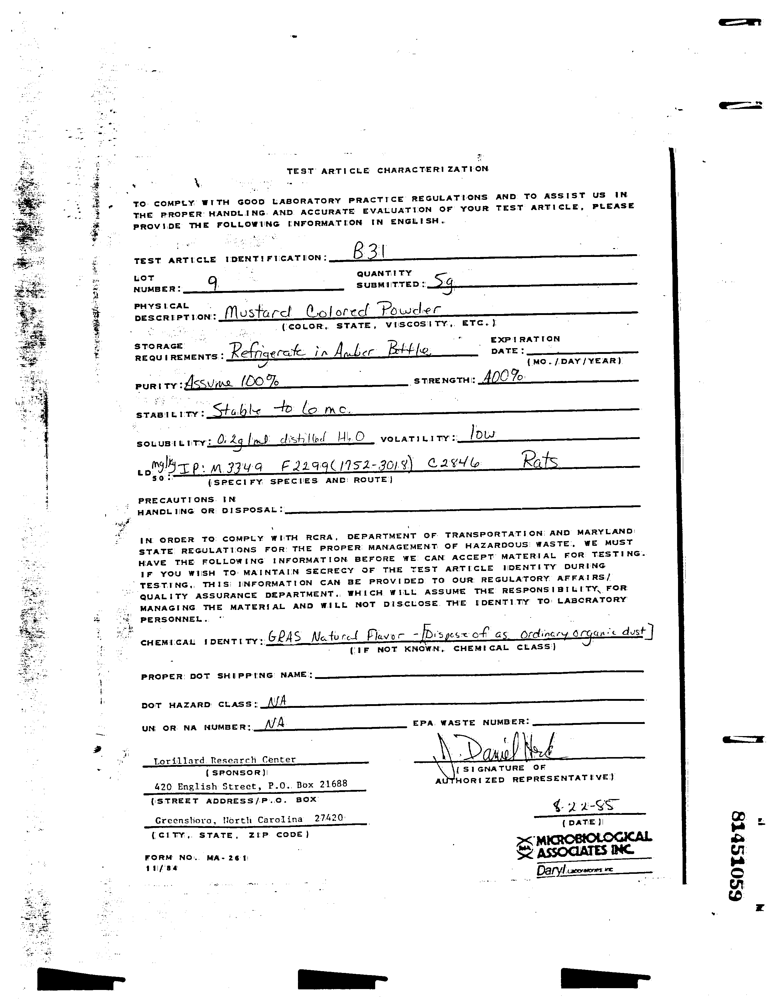 TEST ARTICLE CHARACTERIZATION
TO COMPLY WITH GOOD LABORATORY PRACTICE REGULATIONS AND TO ASSIST US IN
THE PROPER HANDLING AND ACCURATE EVALUATION OF YOUR TEST ARTICLE, PLEASE
PROVIDE THE FOLLOWING INFORMATION IN ENGLISH.
TEST ARTICLE IDENTIFICATION: B31
LOT NUMBER: 9 QUANTITY SUBMITTED: 5g
PHYSICAL DESCRIPTION: Mustard Colored Powder
(COLOR, STATE, VISCOSITY, ETC.)
STORAGE REQUIREMENTS: Refrigerate in Amber Bottle EXPIRATION DATE:
(MO./DAY/YEAR)
PURITY: Assume 100% STRENGTH: 100%
STABILITY: Stable to 6 mo.
SOLUBILITY: 0.2g/ml distilled H2O VOLATILITY: low
LD50: mg/kg IP: M 3349 F2299(1752-3018) C2846 Rats
(SPECIFY SPECIES AND ROUTE)
PRECAUTIONS IN
HANDLING OR DISPOSAL:
IN ORDER TO COMPLY WITH RCRA, DEPARTMENT OF TRANSPORTATION AND MARYLAND
STATE REGULATIONS FOR THE PROPER MANAGEMENT OF HAZARDOUS WASTE, WE MUST
HAVE THE FOLLOWING INFORMATION BEFORE WE CAN ACCEPT MATERIAL FOR TESTING.
IF YOU WISH TO MAINTAIN SECRECY OF THE TEST ARTICLE IDENTITY DURING
TESTING, THIS INFORMATION CAN BE PROVIDED TO OUR REGULATORY AFFAIRS/
QUALITY ASSURANCE DEPARTMENT, WHICH WILL ASSUME THE RESPONSIBILITY FOR
MANAGING THE MATERIAL AND WILL NOT DISCLOSE THE IDENTITY TO LABORATORY
PERSONNEL.
CHEMICAL IDENTITY: GRAS Natural Flavor - [Dispose of as ordinary organic dust]
(IF NOT KNOWN, CHEMICAL CLASS)
PROPER DOT SHIPPING NAME:
DOT HAZARD CLASS: NA
UN OR NA NUMBER: NA EPA WASTE NUMBER:
Lorillard Research Center
(SPONSOR)
J. Daniel Heck
(SIGNATURE OF
AUTHORIZED REPRESENTATIVE)
420 English Street, P.O. Box 21688
(STREET ADDRESS/P.O. BOX
8-22-85
(DATE)
Greensboro, North Carolina 27420
(CITY, STATE, ZIP CODE)
MA
MICROBIOLOGICAL
ASSOCIATES INC.
Daryl LABORATORIES INC
FORM NO. MA-261
11/84
81451059